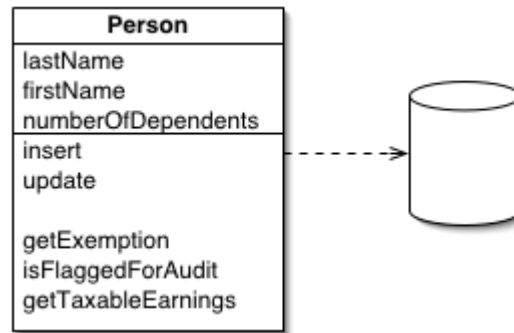 Person
lastName
firstName
numberOfDependents
insert
update
getExemption
isFlaggedForAudit
getTaxableEarnings